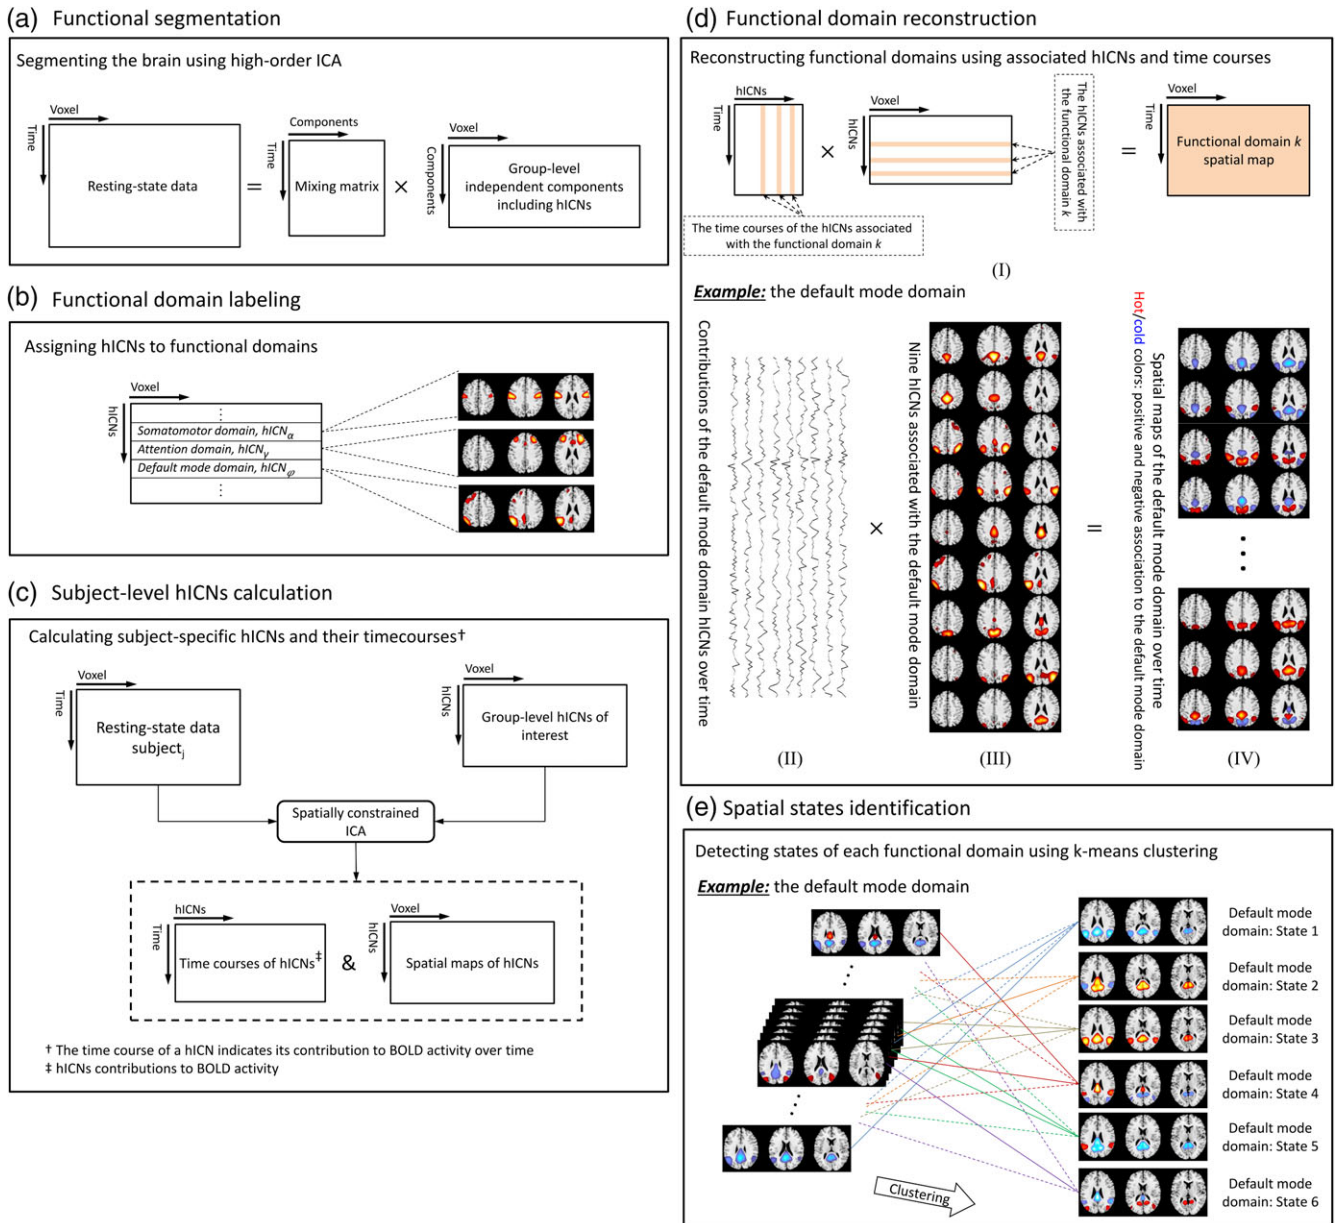 (a) Functional segmentation
Segmenting the brain using high-order ICA
Voxel
Time
Resting-state data
=
Components
Time
Mixing matrix
×
Voxel
Components
Group-level
independent components
including hICNs
(b) Functional domain labeling
Assigning hICNs to functional domains
Voxel
hICNs
Somatomotor domain, hICNα
Attention domain, hICNγ
Default mode domain, hICNφ
(c) Subject-level hICNs calculation
Calculating subject-specific hICNs and their timecourses†
Voxel
Time
Resting-state data
subjectj
Voxel
hICNs
Group-level hICNs of
interest
Spatially constrained
ICA
hICNs
Time
Time courses of hICNs‡
&
Voxel
hICNs
Spatial maps of hICNs
† The time course of a hICN indicates its contribution to BOLD activity over time
‡ hICNs contributions to BOLD activity
(d) Functional domain reconstruction
Reconstructing functional domains using associated hICNs and time courses
hICNs
Time
×
Voxel
hICNs
The hICNs associated with
the functional domain k
=
Voxel
Time
Functional domain k
spatial map
The time courses of the hICNs associated
with the functional domain k
(I)
Example: the default mode domain
Contributions of the default mode domain hICNs over time
×
Nine hICNs associated with the default mode domain
=
Spatial maps of the default mode domain over time
Hot/cold colors: positive and negative association to the default mode domain
(II)
(III)
(IV)
(e) Spatial states identification
Detecting states of each functional domain using k-means clustering
Example: the default mode domain
Clustering
Default mode
domain: State 1
Default mode
domain: State 2
Default mode
domain: State 3
Default mode
domain: State 4
Default mode
domain: State 5
Default mode
domain: State 6